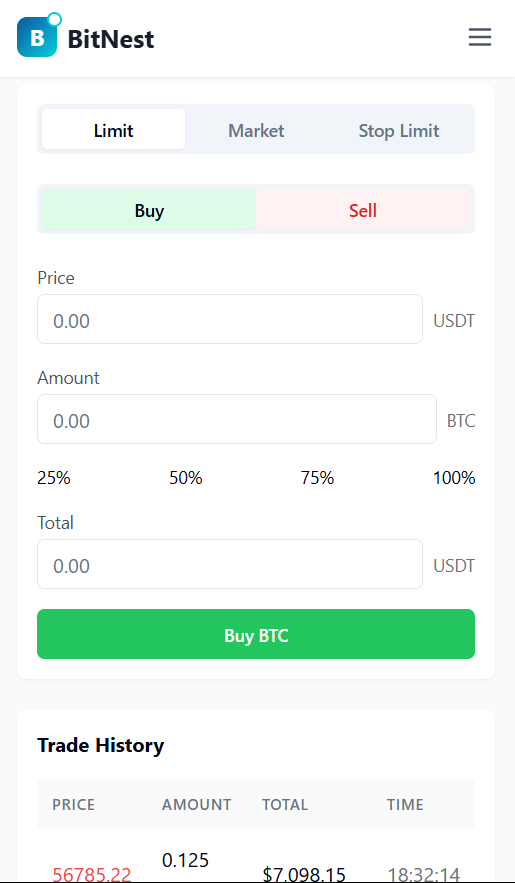 B BitNest
Limit Market Stop Limit
Buy Sell
Price
0.00 USDT
Amount
0.00 BTC
25% 50% 75% 100%
Total
0.00 USDT
Buy BTC
Trade History
PRICE AMOUNT TOTAL TIME
0.125
56785.22 $7,098.15 18:32:14